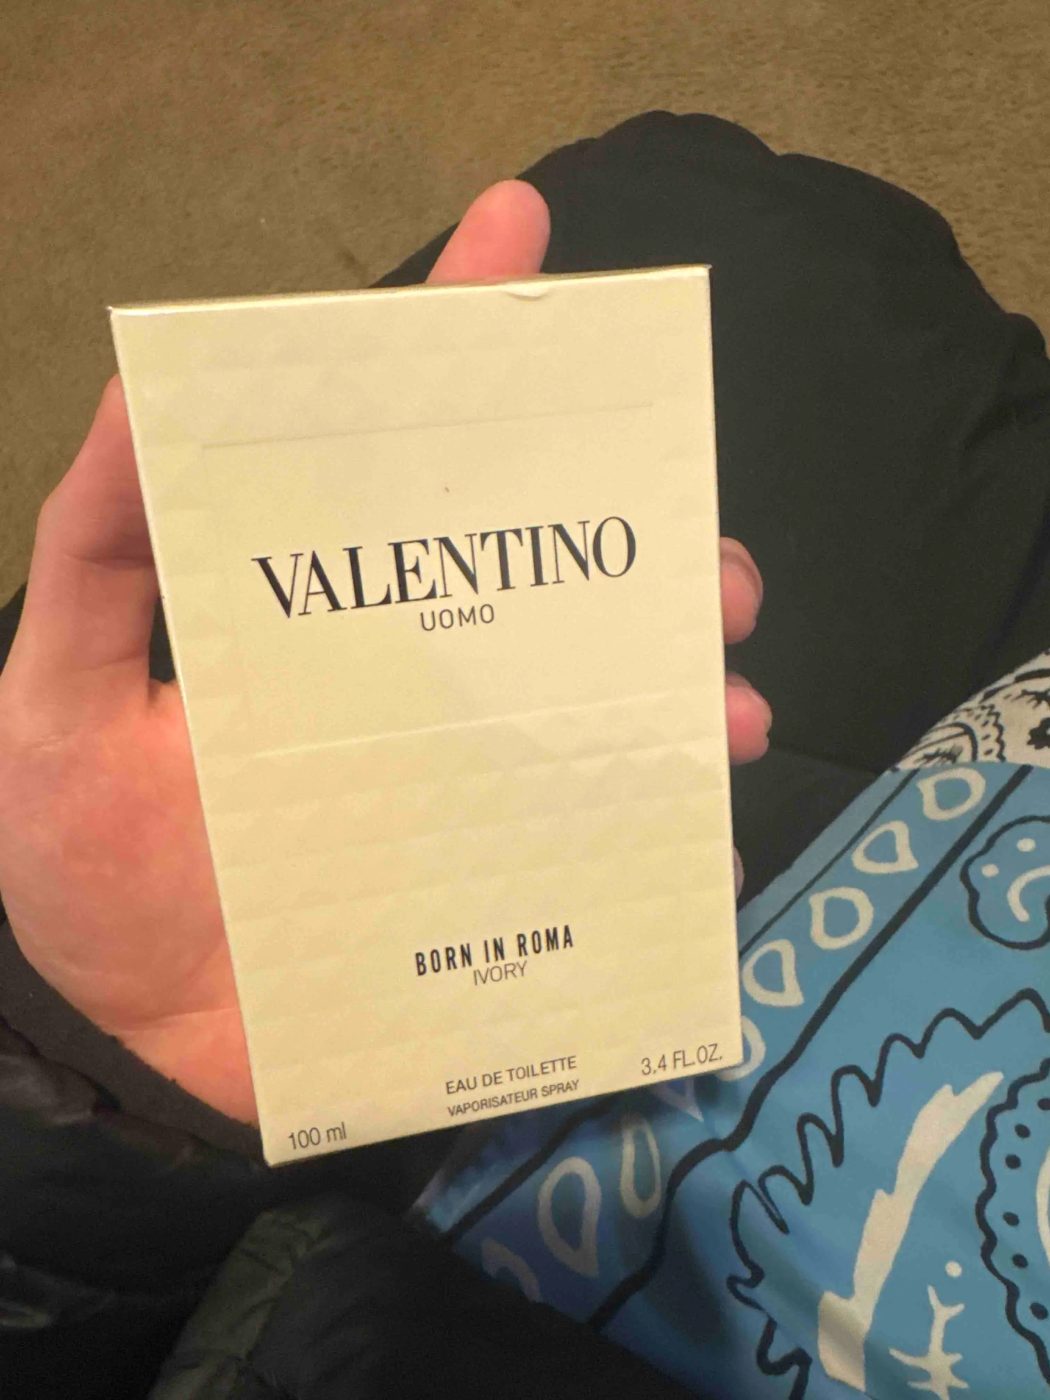 VALENTINO
UOMO
BORN IN ROMA
IVORY
EAU DE TOILETTE
VAPORISATEUR SPRAY
100 ml
3,4 FL.OZ.